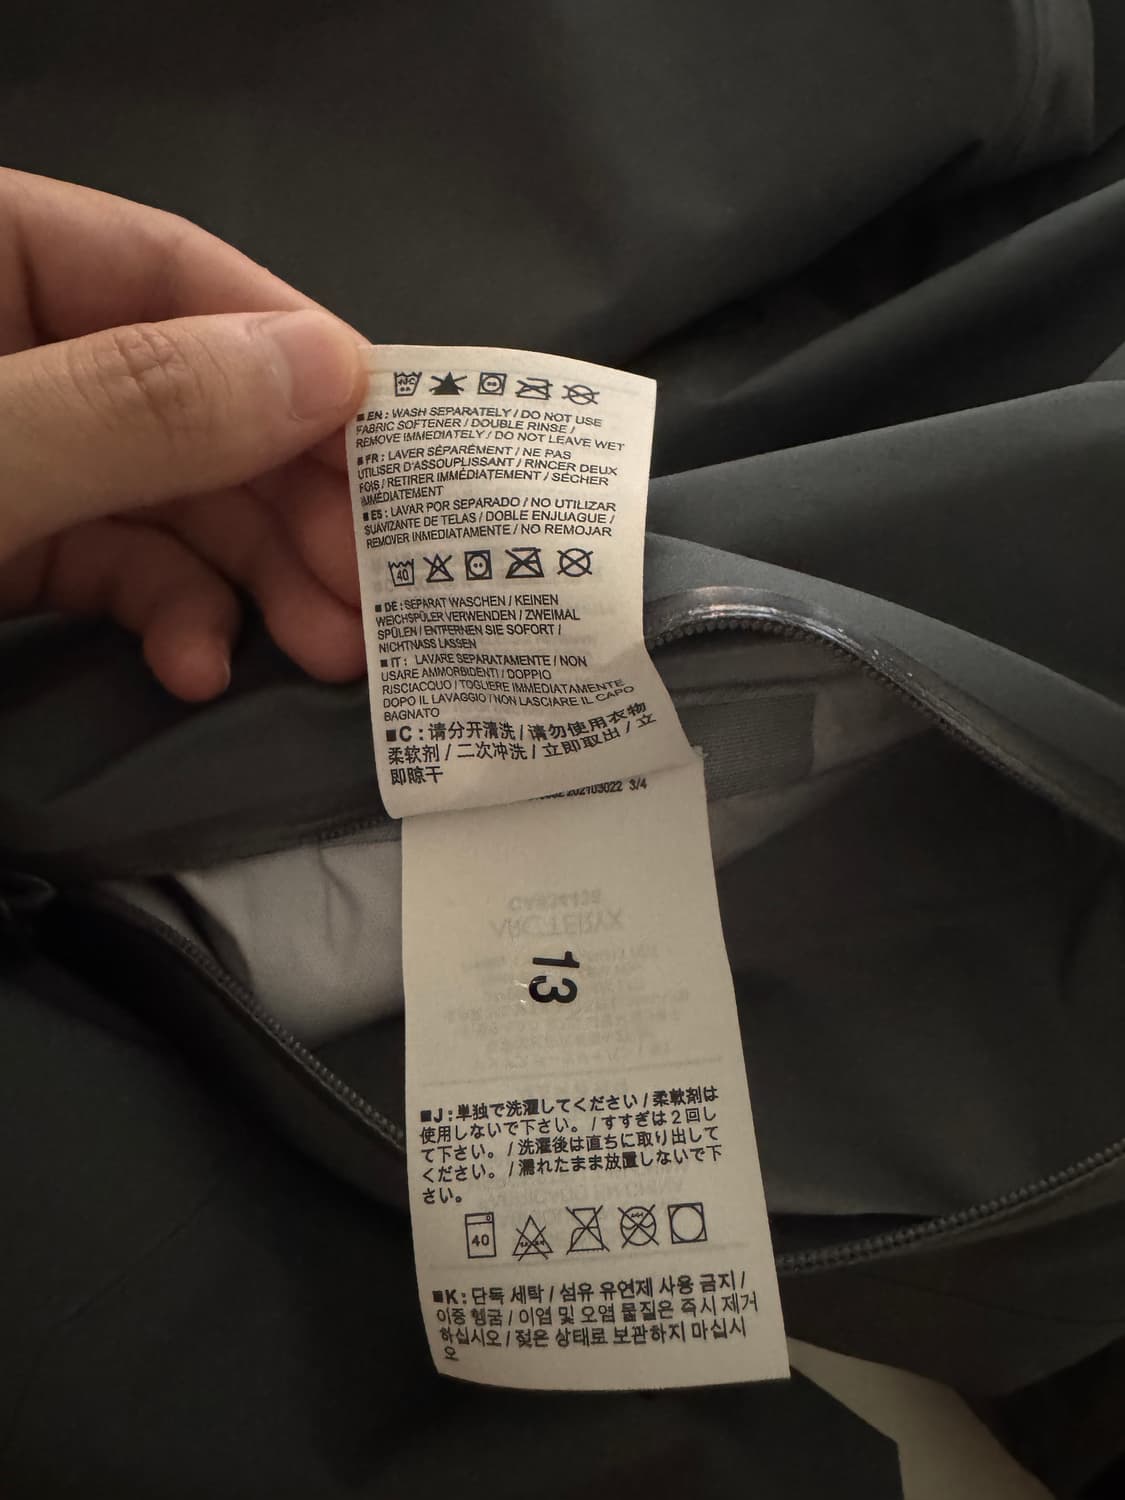 ■EN: WASH SEPARATELY / DO NOT USE
FABRIC SOFTENER / DOUBLE RINSE /
REMOVE IMMEDIATELY / DO NOT LEAVE WET
■FR: LAVER SÉPARÉMENT / NE PAS
UTILISER D'ASSOUPLISSANT / RINCER DEUX
FOIS / RETIRER IMMÉDIATEMENT / SÉCHER
IMMÉDIATEMENT
■ES: LAVAR POR SEPARADO / NO UTILIZAR
SUAVIZANTE DE TELAS / DOBLE ENJUAGUE /
REMOVER INMEDIATAMENTE / NO REMOJAR
40
■DE: SEPARAT WASCHEN / KEINEN
WEICHSPÜLER VERWENDEN / ZWEIMAL
SPÜLEN / ENTFERNEN SIE SOFORT /
NICHTNASS LASSEN
■IT: LAVARE SEPARATAMENTE / NON
USARE AMMORBIDENTI / DOPPIO
RISCIACQUO / TOGLIERE IMMEDIATAMENTE
DOPO IL LAVAGGIO / NON LASCIARE IL CAPO
BAGNATO
■C: 请分开清洗 / 请勿使用衣物
柔软剂 / 二次冲洗 / 立即取出 / 立
即晾干
202103022 3/4
13
■J: 単独で洗濯してください / 柔軟剤は
使用しないで下さい。 / すすぎは2回し
て下さい。 / 洗濯後は直ちに取り出して
ください。 / 濡れたまま放置しないで下
さい。
40
■K: 단독 세탁 / 섬유 유연제 사용 금지 /
이중 헹굼 / 이염 및 오염 물질은 즉시 제거
하십시오 / 젖은 상태로 보관하지 마십시
오